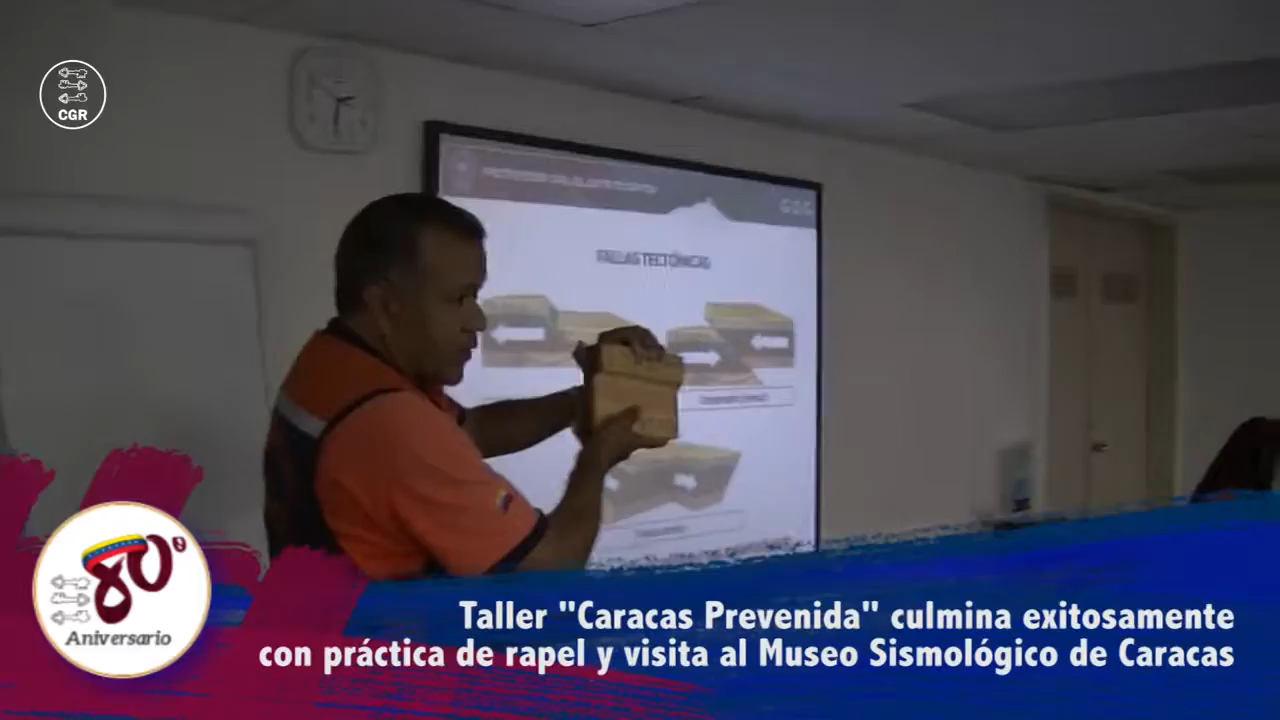 CGR
FALLAS TECTÓNICAS
80º
Aniversario
Taller "Caracas Prevenida" culmina exitosamente
con práctica de rapel y visita al Museo Sismológico de Caracas